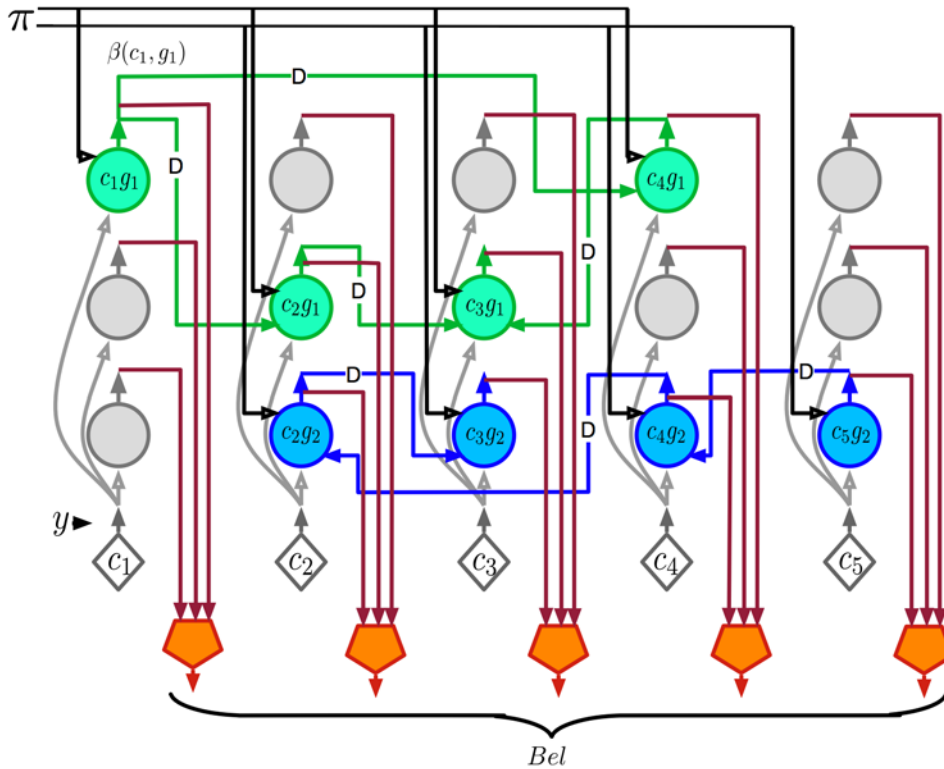 π
β(c₁, g₁)
D
D
c₁g₁
c₄g₁
D
D
c₂g₁
c₃g₁
D
D
D
c₂g₂
c₃g₂
c₄g₂
c₅g₂
y
c₁
c₂
c₃
c₄
c₅
Bel